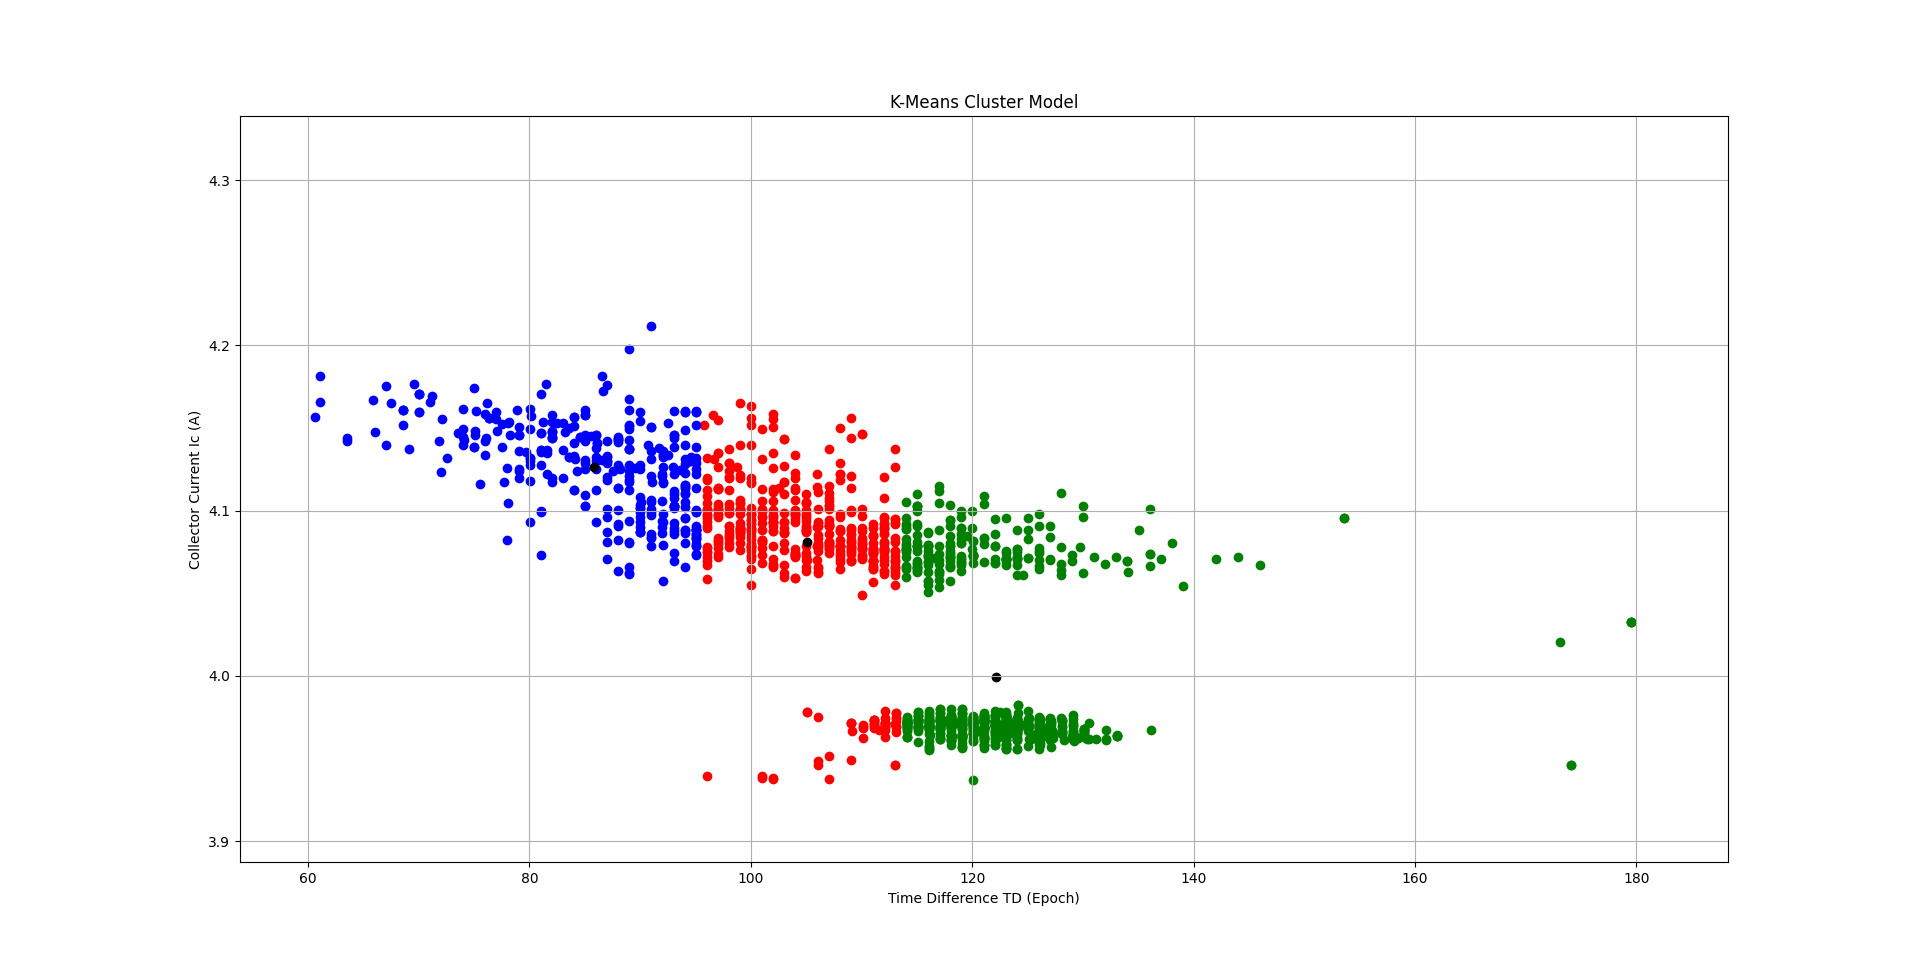 K-Means Cluster Model
Collector Current Ic (A)
4.3
4.2
4.1
4.0
3.9
60 80 100 120 140 160 180
Time Difference TD (Epoch)